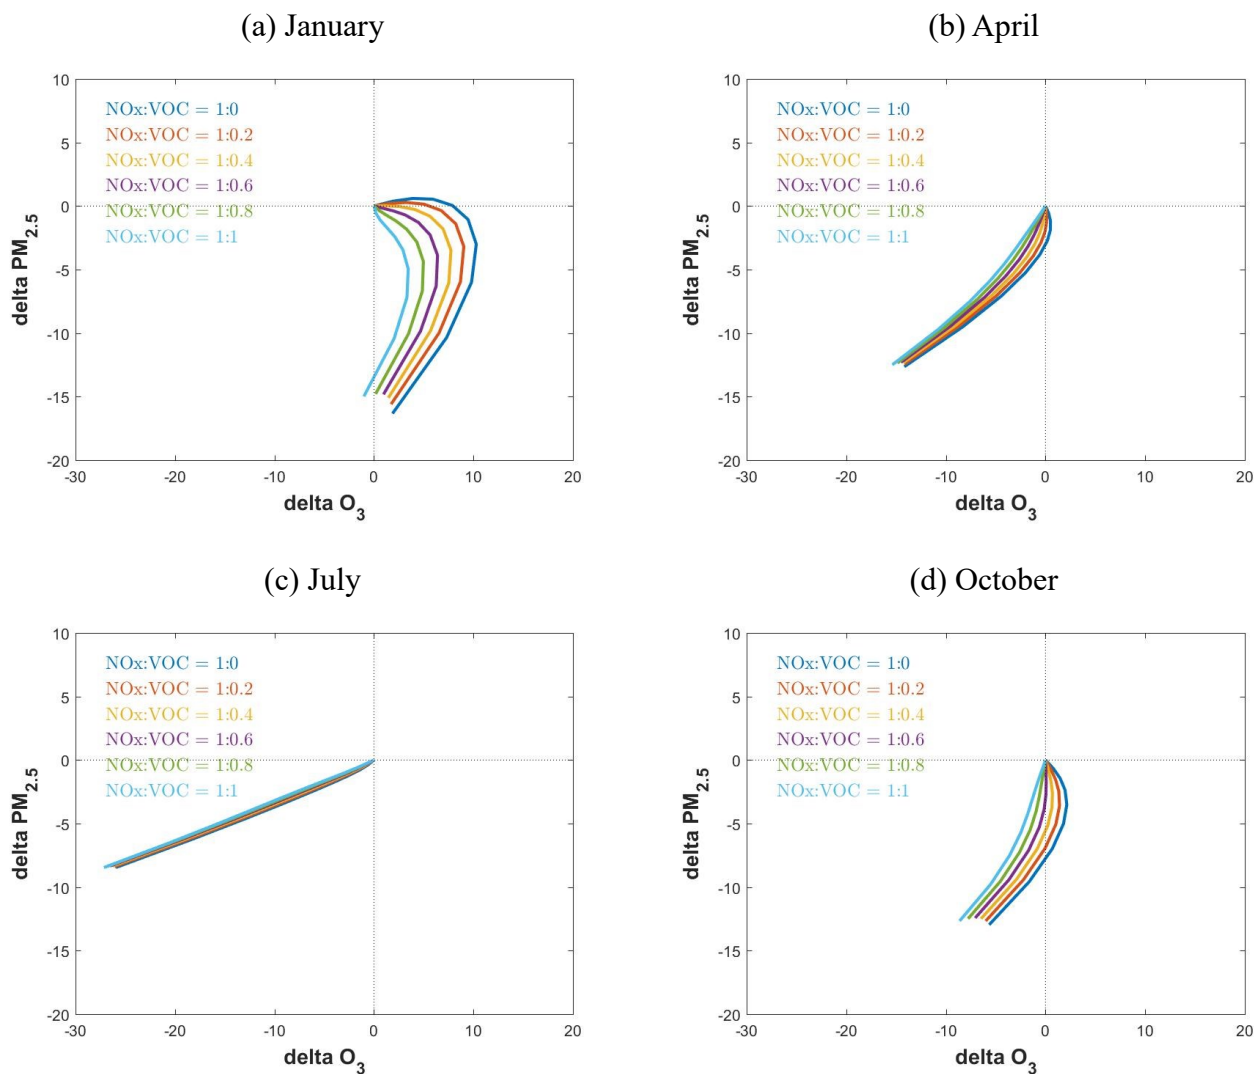 (a) January
10
5
0
-5
-10
-15
-20
-30
-20
-10
0
10
20
NOx:VOC = 1:0
NOx:VOC = 1:0.2
NOx:VOC = 1:0.4
NOx:VOC = 1:0.6
NOx:VOC = 1:0.8
NOx:VOC = 1:1
delta PM2.5
delta O3
(b) April
10
5
0
-5
-10
-15
-20
-30
-20
-10
0
10
20
NOx:VOC = 1:0
NOx:VOC = 1:0.2
NOx:VOC = 1:0.4
NOx:VOC = 1:0.6
NOx:VOC = 1:0.8
NOx:VOC = 1:1
delta PM2.5
delta O3
(c) July
10
5
0
-5
-10
-15
-20
-30
-20
-10
0
10
20
NOx:VOC = 1:0
NOx:VOC = 1:0.2
NOx:VOC = 1:0.4
NOx:VOC = 1:0.6
NOx:VOC = 1:0.8
NOx:VOC = 1:1
delta PM2.5
delta O3
(d) October
10
5
0
-5
-10
-15
-20
-30
-20
-10
0
10
20
NOx:VOC = 1:0
NOx:VOC = 1:0.2
NOx:VOC = 1:0.4
NOx:VOC = 1:0.6
NOx:VOC = 1:0.8
NOx:VOC = 1:1
delta PM2.5
delta O3